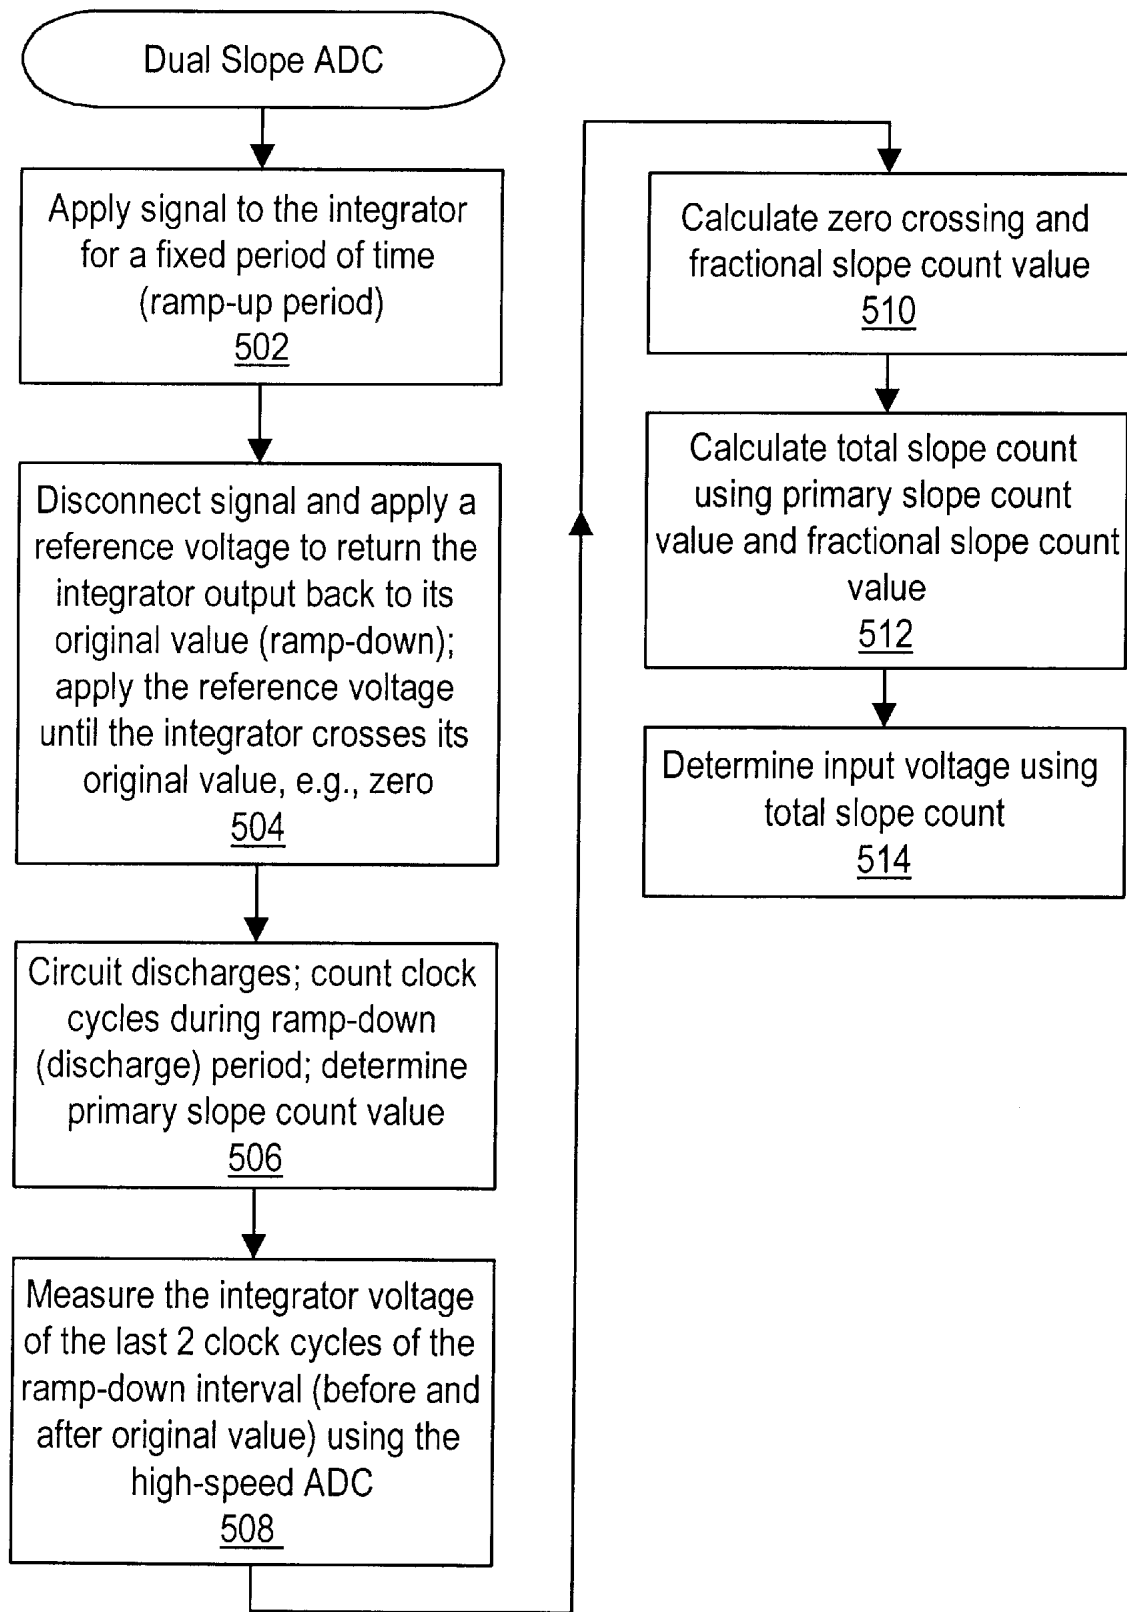 Dual Slope ADC
Apply signal to the integrator
for a fixed period of time
(ramp-up period)
502
Disconnect signal and apply a
reference voltage to return the
integrator output back to its
original value (ramp-down);
apply the reference voltage
until the integrator crosses its
original value, e.g., zero
504
Circuit discharges; count clock
cycles during ramp-down
(discharge) period; determine
primary slope count value
506
Measure the integrator voltage
of the last 2 clock cycles of the
ramp-down interval (before and
after original value) using the
high-speed ADC
508
Calculate zero crossing and
fractional slope count value
510
Calculate total slope count
using primary slope count
value and fractional slope count
value
512
Determine input voltage using
total slope count
514